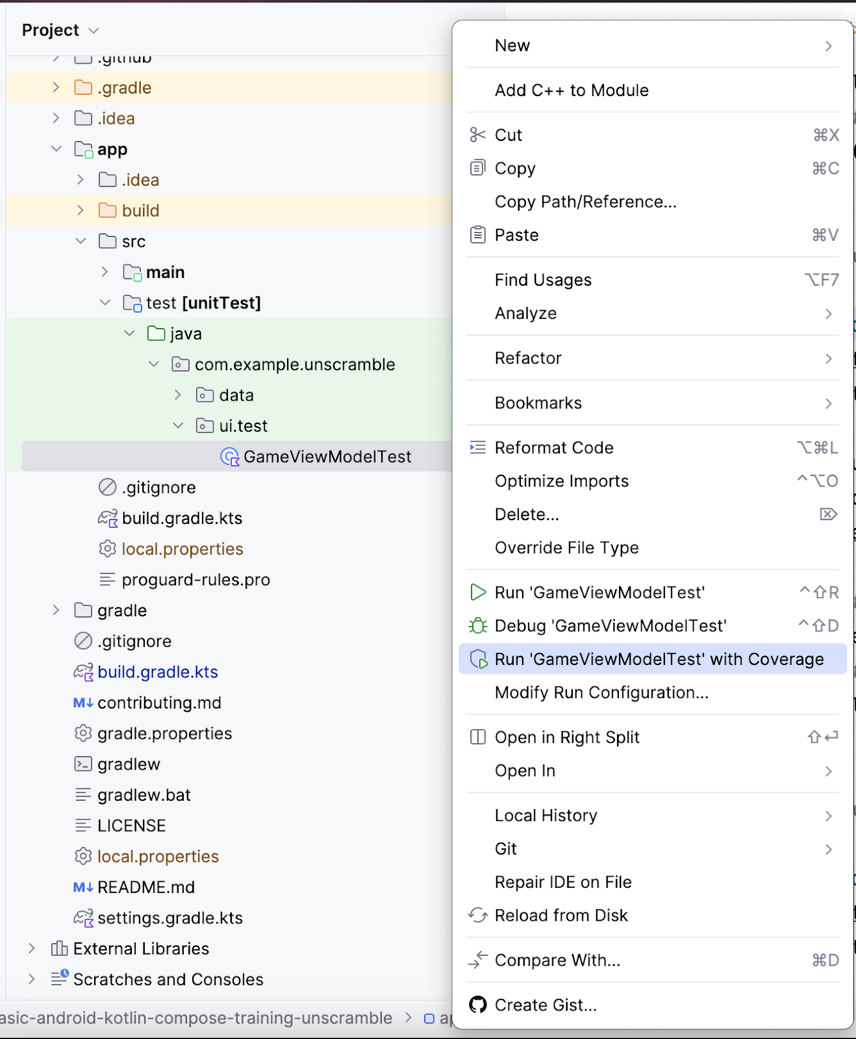 Project
.github
.gradle
.idea
app
.idea
build
src
main
test [unitTest]
java
com.example.unscramble
data
ui.test
GameViewModelTest
.gitignore
build.gradle.kts
local.properties
proguard-rules.pro
gradle
.gitignore
build.gradle.kts
M↓ contributing.md
gradle.properties
gradlew
gradlew.bat
LICENSE
local.properties
M↓ README.md
settings.gradle.kts
External Libraries
Scratches and Consoles
asic-android-kotlin-compose-training-unscramble > ap
New
Add C++ to Module
Cut ⌘X
Copy ⌘C
Copy Path/Reference...
Paste ⌘V
Find Usages ⌥F7
Analyze
Refactor
Bookmarks
Reformat Code ⌥⌘L
Optimize Imports ^⌥O
Delete... ⌦
Override File Type
Run 'GameViewModelTest' ^⇧R
Debug 'GameViewModelTest' ^⇧D
Run 'GameViewModelTest' with Coverage
Modify Run Configuration...
Open in Right Split ⇧↩
Open In
Local History
Git
Repair IDE on File
Reload from Disk
Compare With... ⌘D
Create Gist...